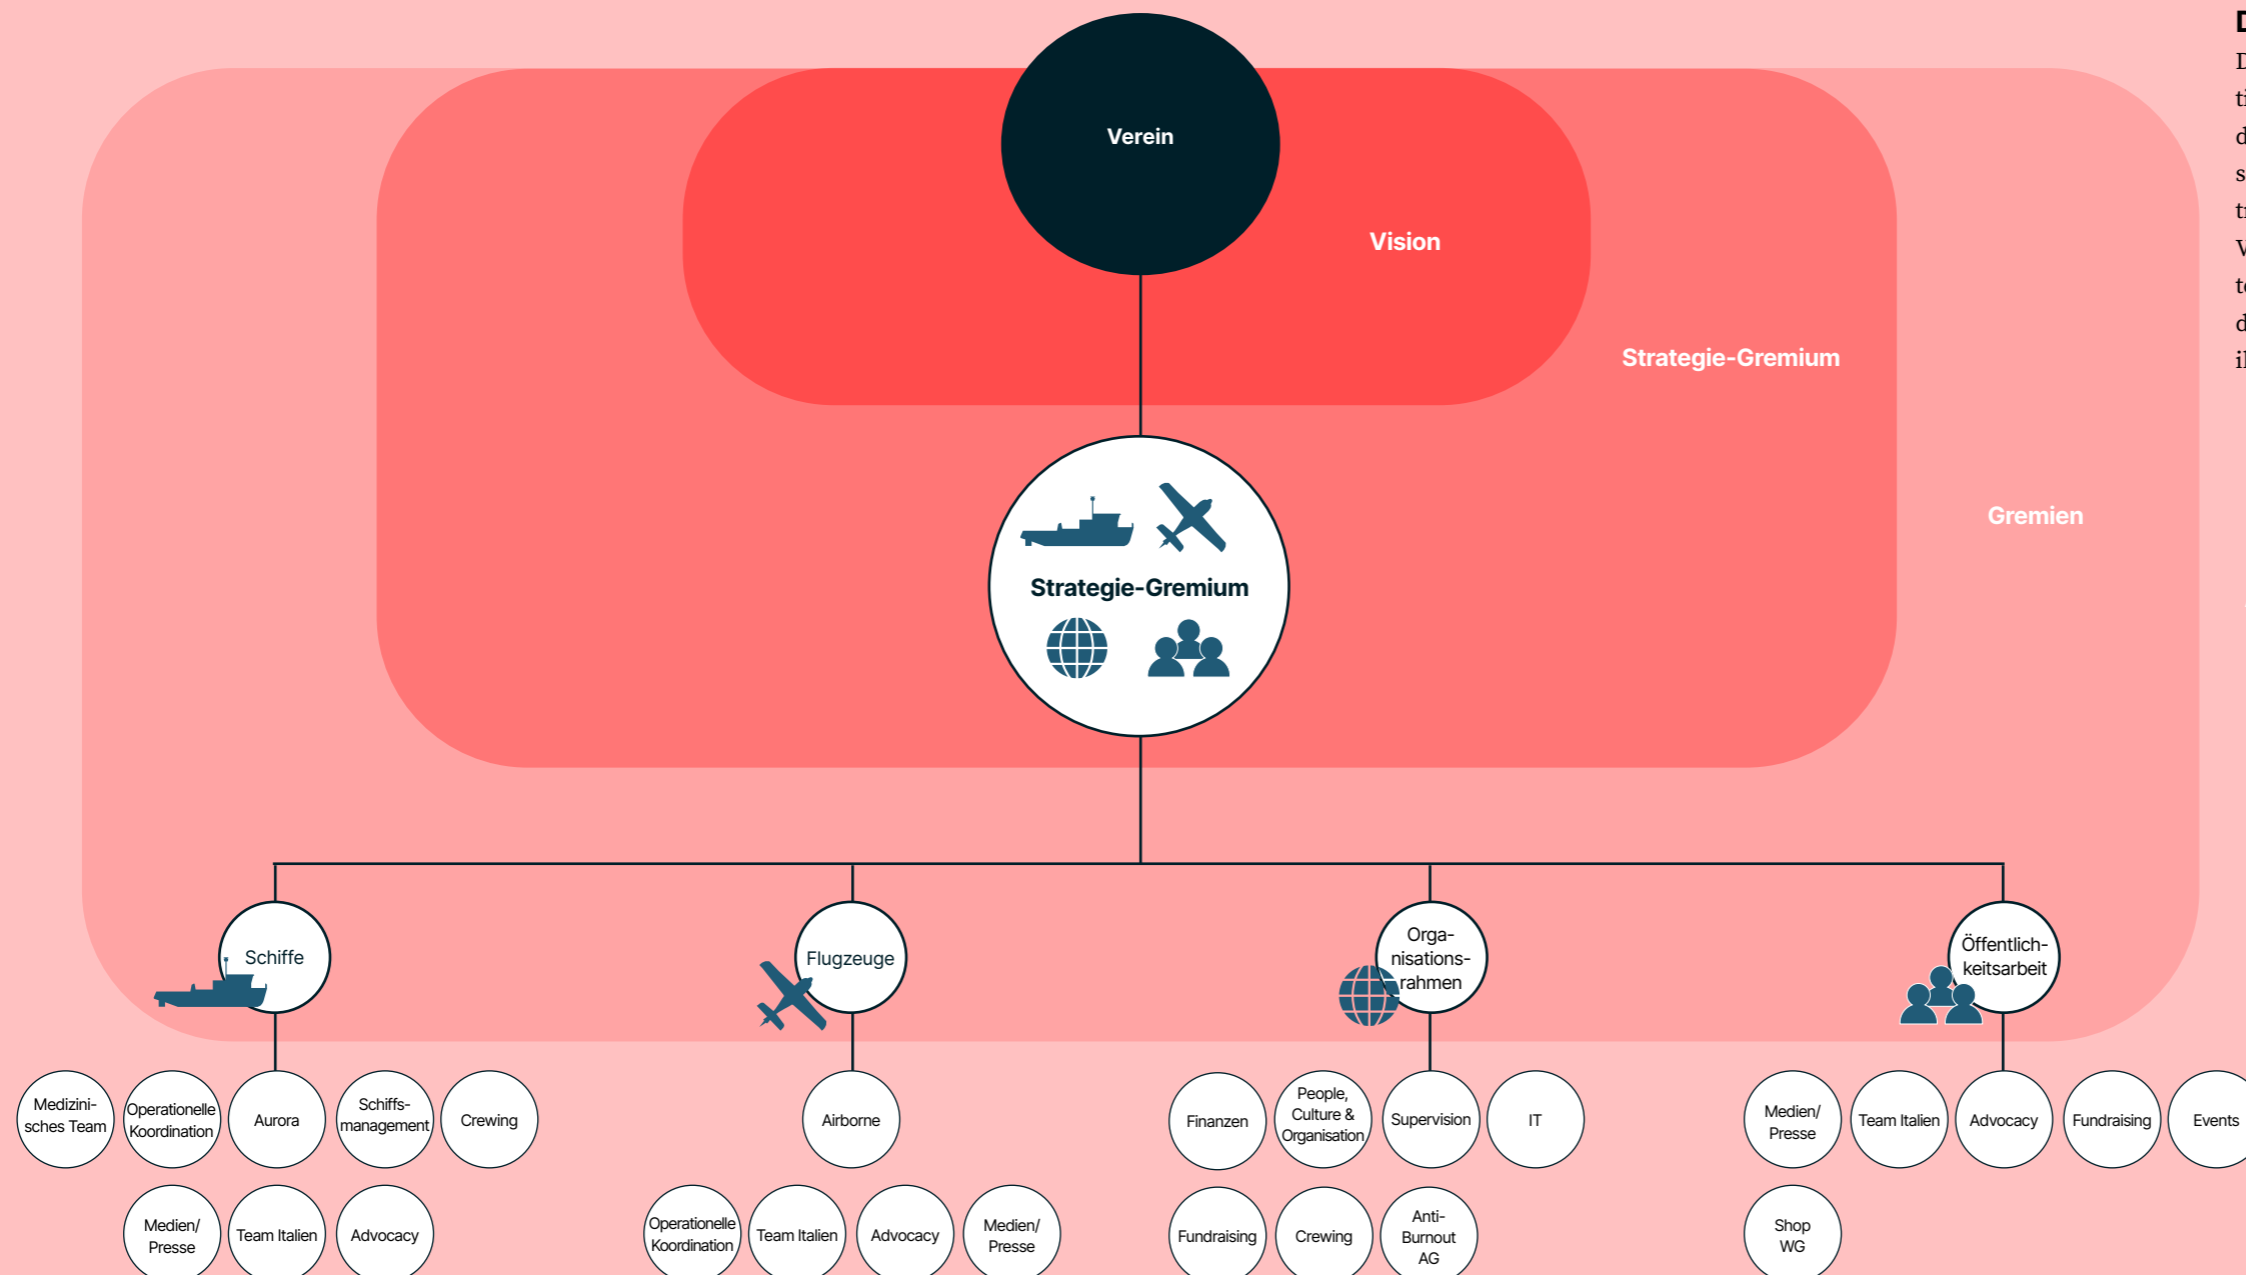 Verein
Vision
Strategie-Gremium
Gremien
Strategie-Gremium
Schiffe
Flugzeuge
Orga-
nisations-
rahmen
Öffentlich-
keitsarbeit
Medizini-
sches Team
Operationelle
Koordination
Aurora
Schiffs-
management
Crewing
Medien/
Presse
Team Italien
Advocacy
Airborne
Operationelle
Koordination
Team Italien
Advocacy
Medien/
Presse
Finanzen
People,
Culture &
Organisation
Supervision
IT
Fundraising
Crewing
Anti-
Burnout
AG
Medien/
Presse
Team Italien
Advocacy
Fundraising
Events
Shop
WG